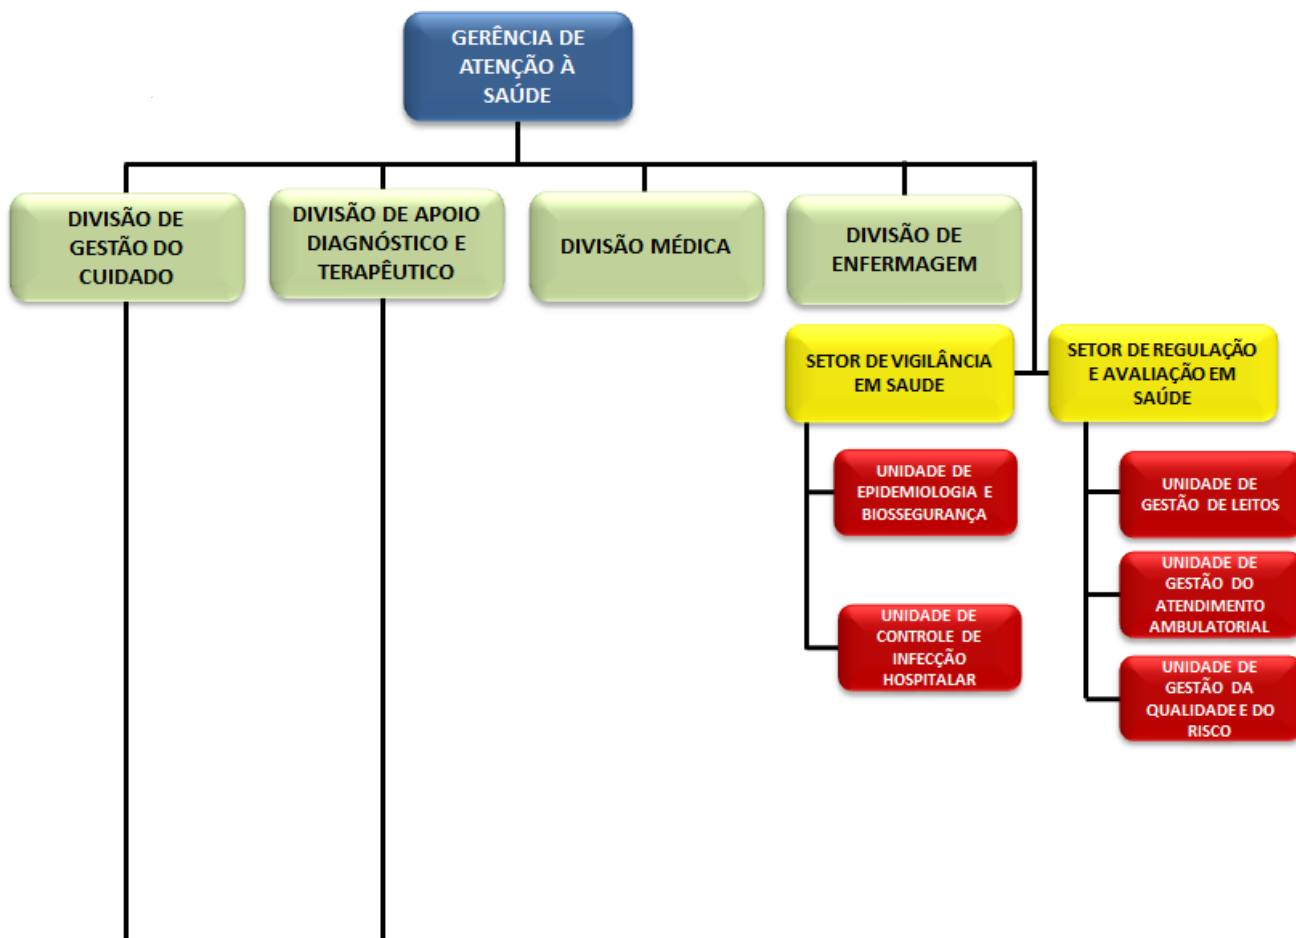 GERÊNCIA DE
ATENÇÃO À
SAÚDE
DIVISÃO DE
GESTÃO DO
CUIDADO
DIVISÃO DE APOIO
DIAGNÓSTICO E
TERAPÊUTICO
DIVISÃO MÉDICA
DIVISÃO DE
ENFERMAGEM
SETOR DE VIGILÂNCIA
EM SAUDE
SETOR DE REGULAÇÃO
E AVALIAÇÃO EM
SAÚDE
UNIDADE DE
EPIDEMIOLOGIA E
BIOSSEGURANÇA
UNIDADE DE
CONTROLE DE
INFECÇÃO
HOSPITALAR
UNIDADE DE
GESTÃO DE LEITOS
UNIDADE DE
GESTÃO DO
ATENDIMENTO
AMBULATORIAL
UNIDADE DE
GESTÃO DA
QUALIDADE E DO
RISCO